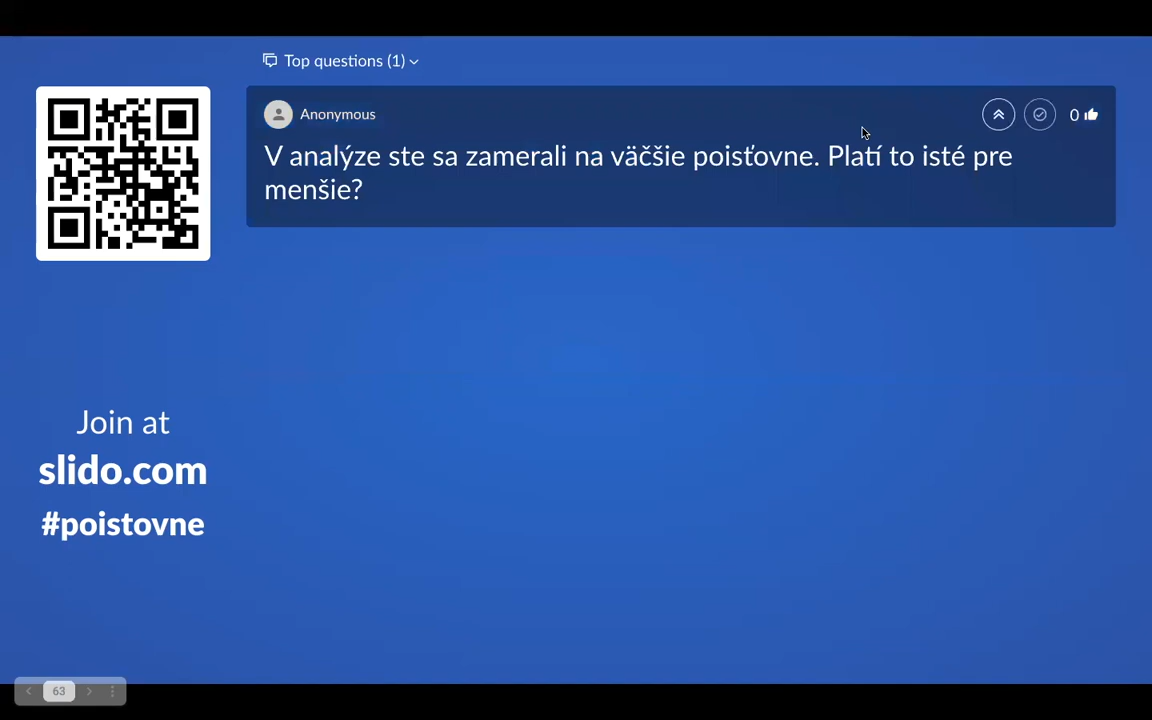 Top questions (1)
Anonymous
0
V analýze ste sa zamerali na väčšie poisťovne. Platí to isté pre
menšie?
Join at
slido.com
#poistovne
63